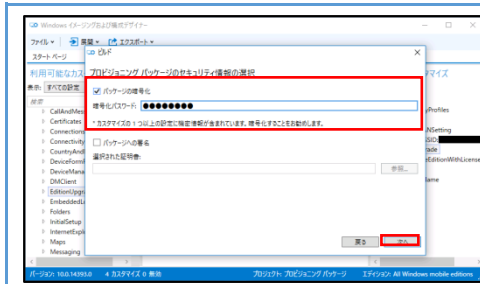 Windows イメージングおよび構成デザイナー
ファイル 展開 エクスポート
スタート ページ
ビルド
利用可能なカス
プロビジョニング パッケージのセキュリティ情報の選択
マイズ
表示: すべての設定
検索
パッケージの暗号化
暗号化パスワード: ●●●●●●●●
* カスタマイズの 1 つ以上の設定に機密情報が含まれています。暗号化することをお勧めします。
パッケージへの署名
選択された証明書:
参照...
CallAndMes
Certificates
Connections
Connectivity
CountryAnd
DeviceForm
DeviceMana
DMClient
EditionUpgr
EmbeddedL
Folders
InitialSetup
InternetExpl
Maps
Messaging
yProfiles
NSetting
SSID:
rade
eEditionWithLicense
lame
戻る 次へ
バージョン: 10.0.14393.0 4 カスタマイズ 0 無効 プロジェクト: プロビジョニング パッケージ エディション: All Windows mobile editions